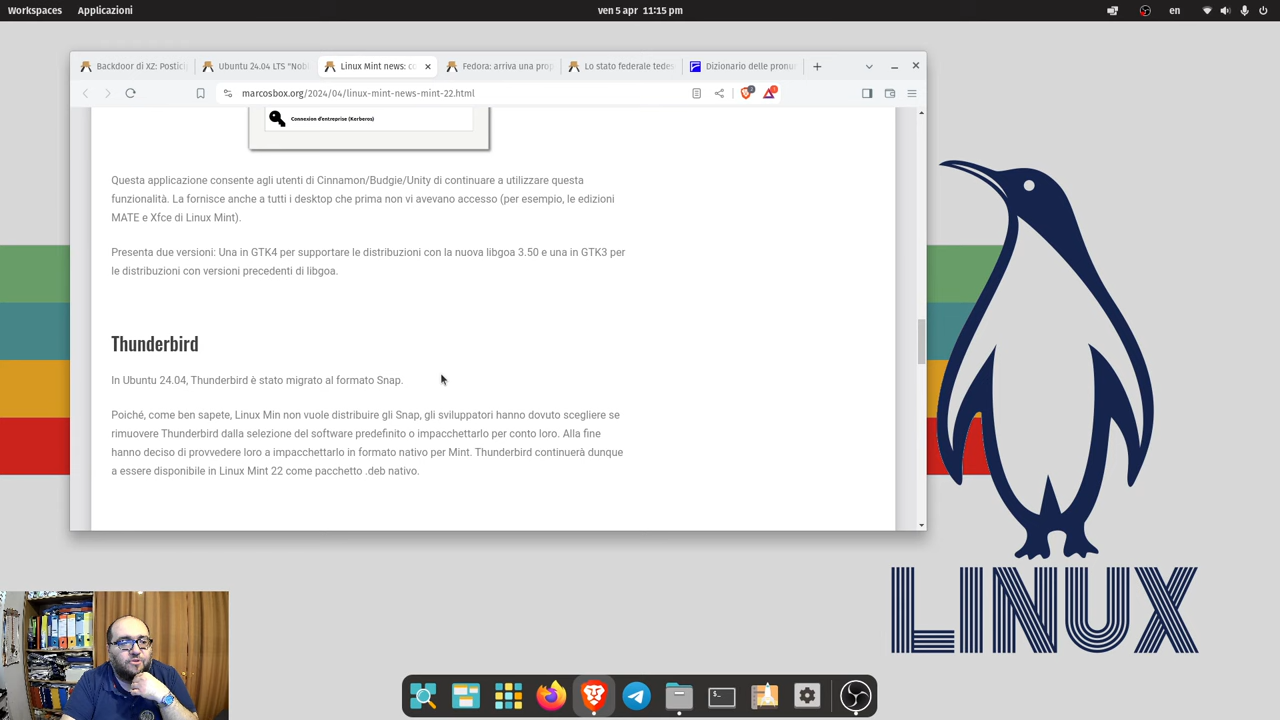 Workspaces Applicazioni ven 5 apr 11:15 pm en
Backdoor di XZ: Postici Ubuntu 24.04 LTS "Nobl Linux Mint news: co Fedora: arriva una prop Lo stato federale tedes Dizionario delle pronun
marcosbox.org/2024/04/linux-mint-news-mint-22.html
Connexion d'entreprise (Kerberos)
Questa applicazione consente agli utenti di Cinnamon/Budgie/Unity di continuare a utilizzare questa
funzionalità. La fornisce anche a tutti i desktop che prima non vi avevano accesso (per esempio, le edizioni
MATE e Xfce di Linux Mint).
Presenta due versioni: Una in GTK4 per supportare le distribuzioni con la nuova libgoa 3.50 e una in GTK3 per
le distribuzioni con versioni precedenti di libgoa.
Thunderbird
In Ubuntu 24.04, Thunderbird è stato migrato al formato Snap.
Poiché, come ben sapete, Linux Min non vuole distribuire gli Snap, gli sviluppatori hanno dovuto scegliere se
rimuovere Thunderbird dalla selezione del software predefinito o impacchettarlo per conto loro. Alla fine
hanno deciso di provvedere loro a impacchettarlo in formato nativo per Mint. Thunderbird continuerà dunque
a essere disponibile in Linux Mint 22 come pacchetto .deb nativo.
LINUX